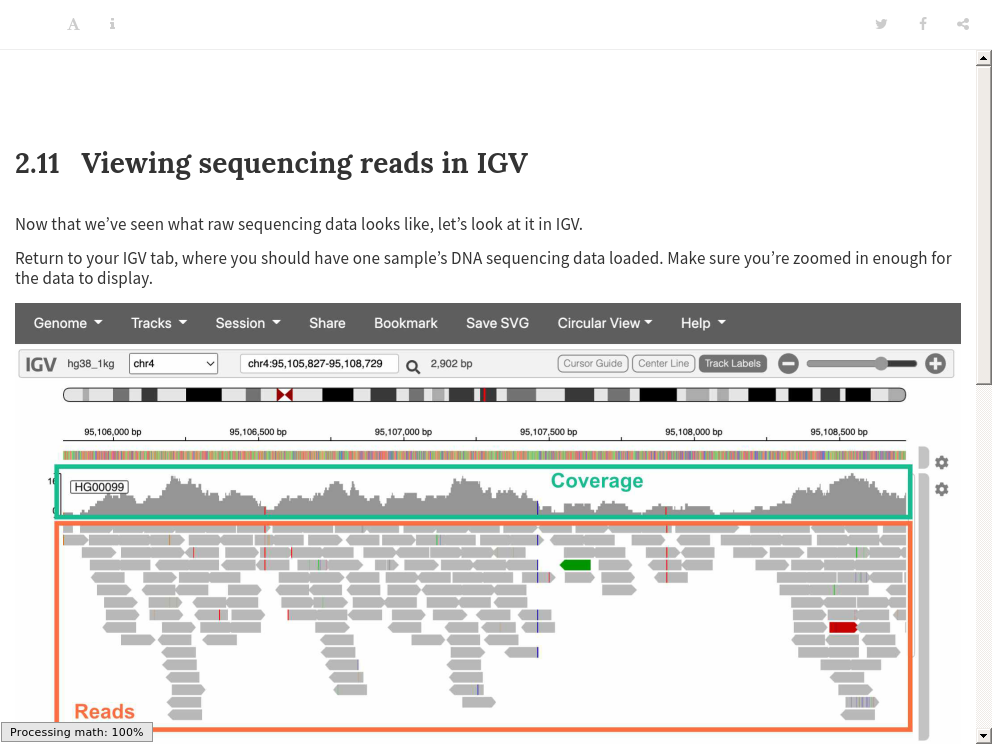 A i
2.11 Viewing sequencing reads in IGV
Now that we’ve seen what raw sequencing data looks like, let’s look at it in IGV.
Return to your IGV tab, where you should have one sample’s DNA sequencing data loaded. Make sure you’re zoomed in enough for
the data to display.
Genome Tracks Session Share Bookmark Save SVG Circular View Help
IGV hg38_1kg chr4 chr4:95,105,827-95,108,729 2,902 bp Cursor Guide Center Line Track Labels
95,106,000 bp 95,106,500 bp 95,107,000 bp 95,107,500 bp 95,108,000 bp 95,108,500 bp
Coverage
HG00099
Reads
Processing math: 100%